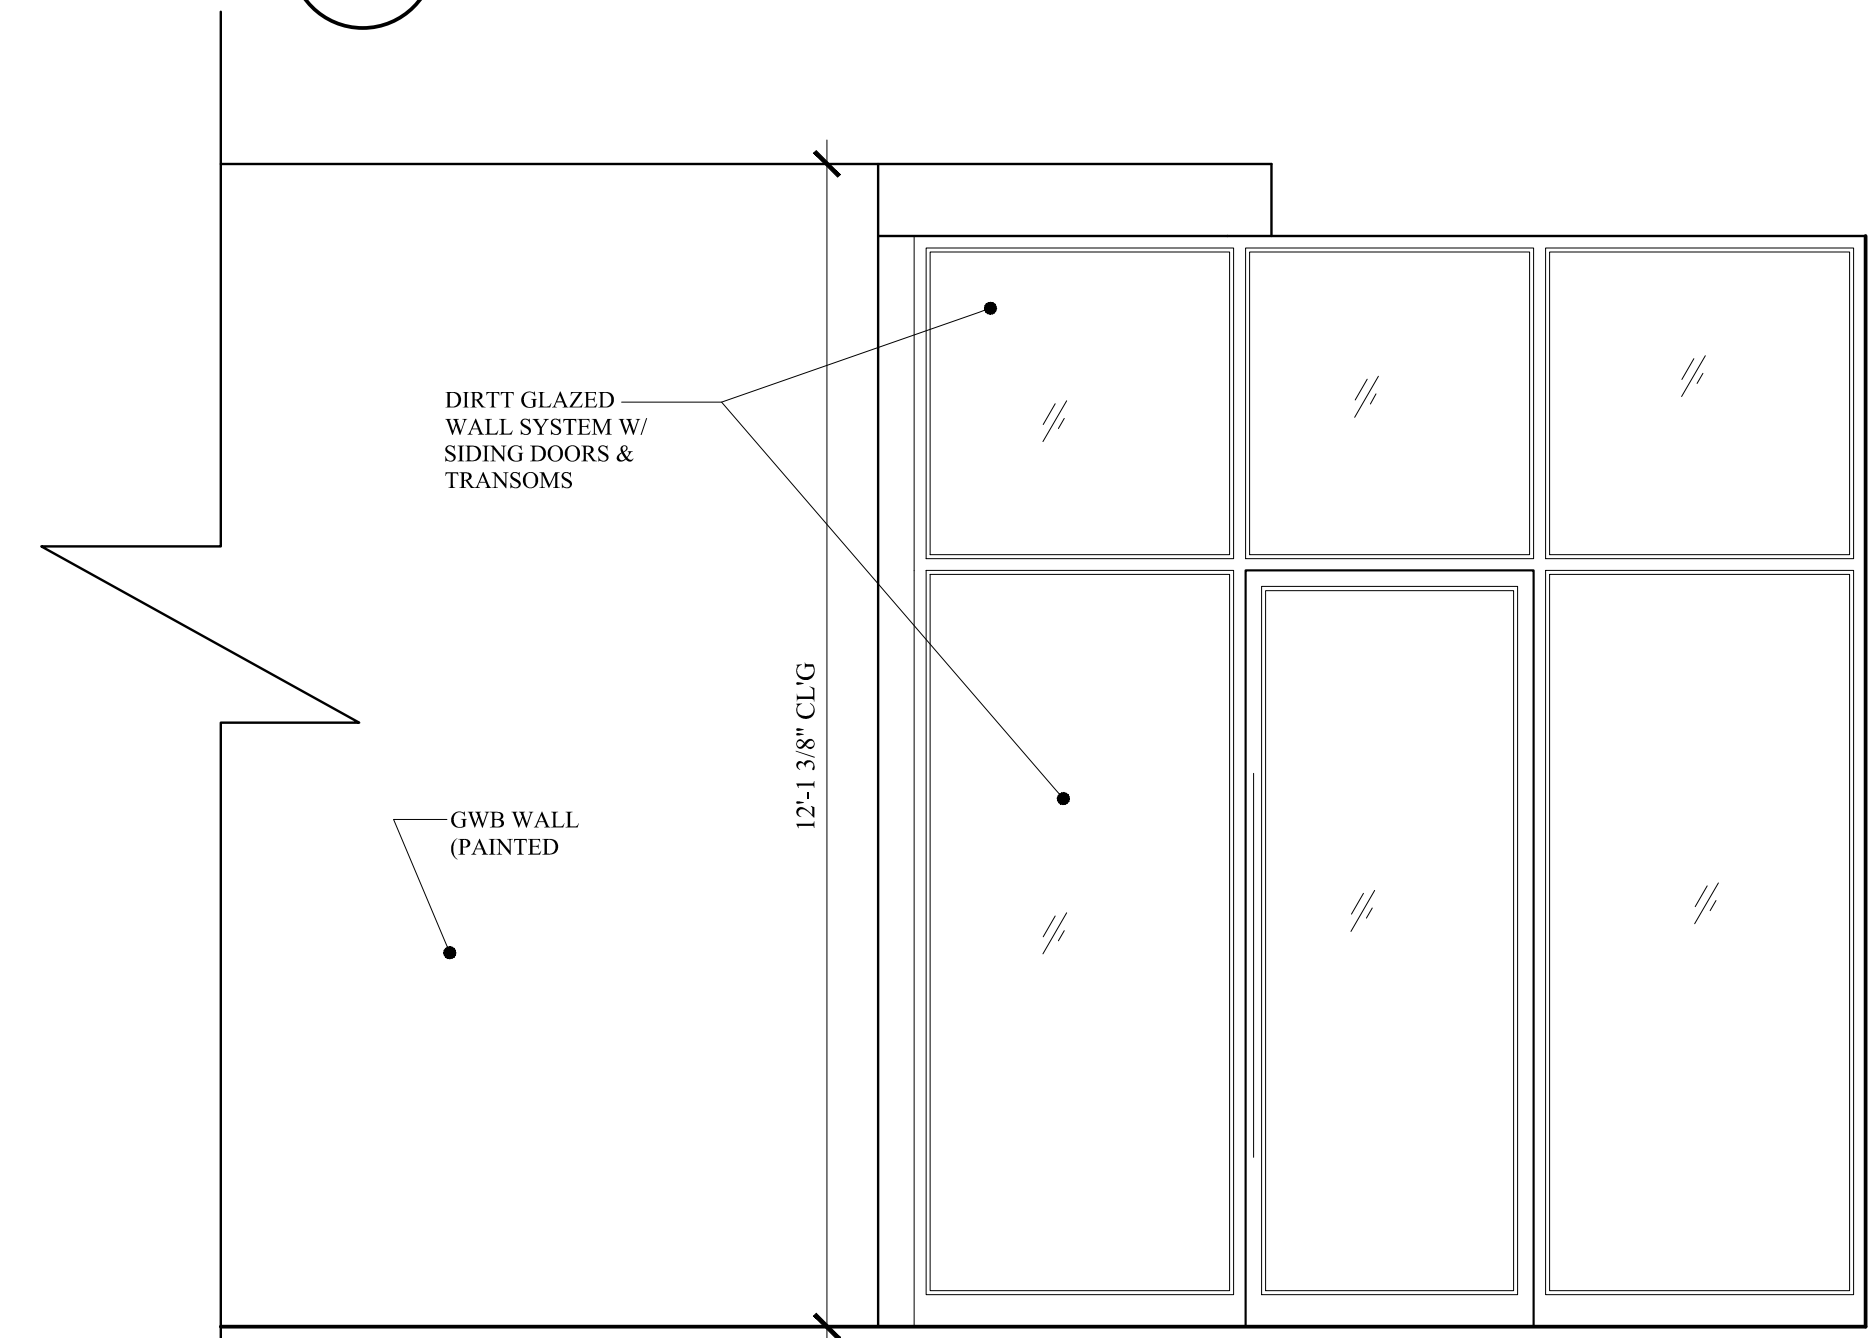 DIRTT GLAZED
WALL SYSTEM W/
SIDING DOORS &
TRANSOMS
12'-1 3/8" CL'G
GWB WALL
(PAINTED